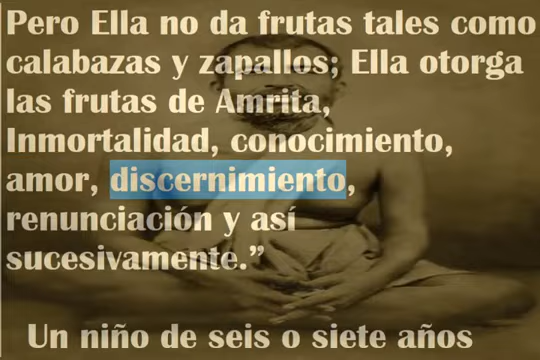 Pero Ella no da frutas tales como
calabazas y zapallos; Ella otorga
las frutas de Amrita,
Inmortalidad, conocimiento,
amor, discernimiento,
renunciación y así
sucesivamente.”
Un niño de seis o siete años